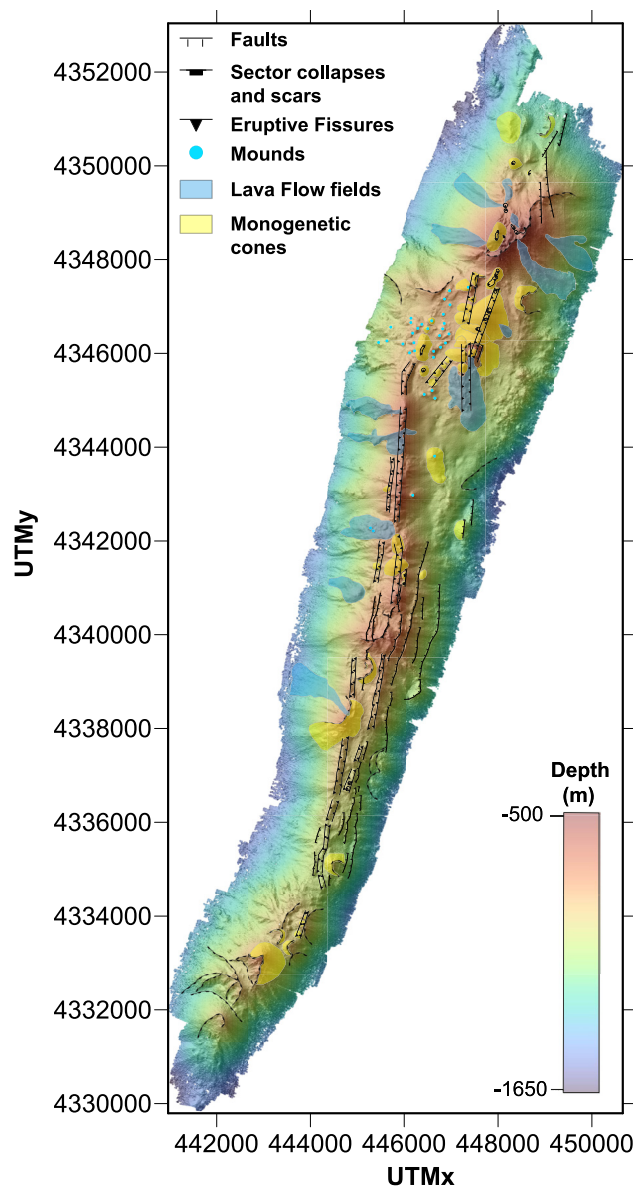 Faults
Sector collapses
and scars
Eruptive Fissures
Mounds
Lava Flow fields
Monogenetic
cones
4352000
4350000
4348000
4346000
4344000
4342000
4340000
4338000
4336000
4334000
4332000
4330000
UTMy
Depth
(m)
-500
-1650
442000 444000 446000 448000 450000
UTMx